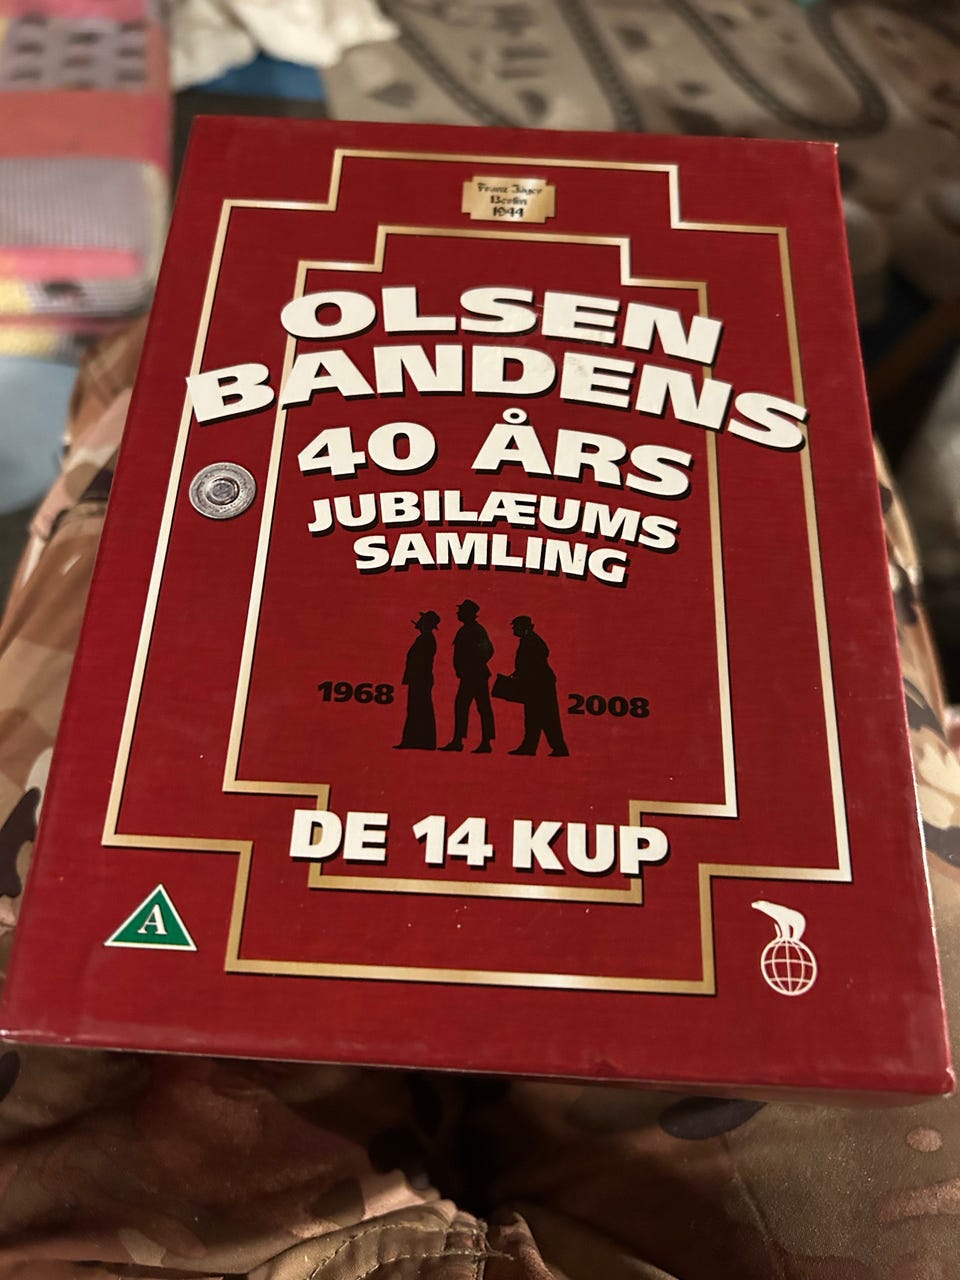 Franz Jäger
Berlin
1944
OLSEN
BANDENS
40 ÅRS
JUBILÆUMS
SAMLING
1968
2008
DE 14 KUP
A